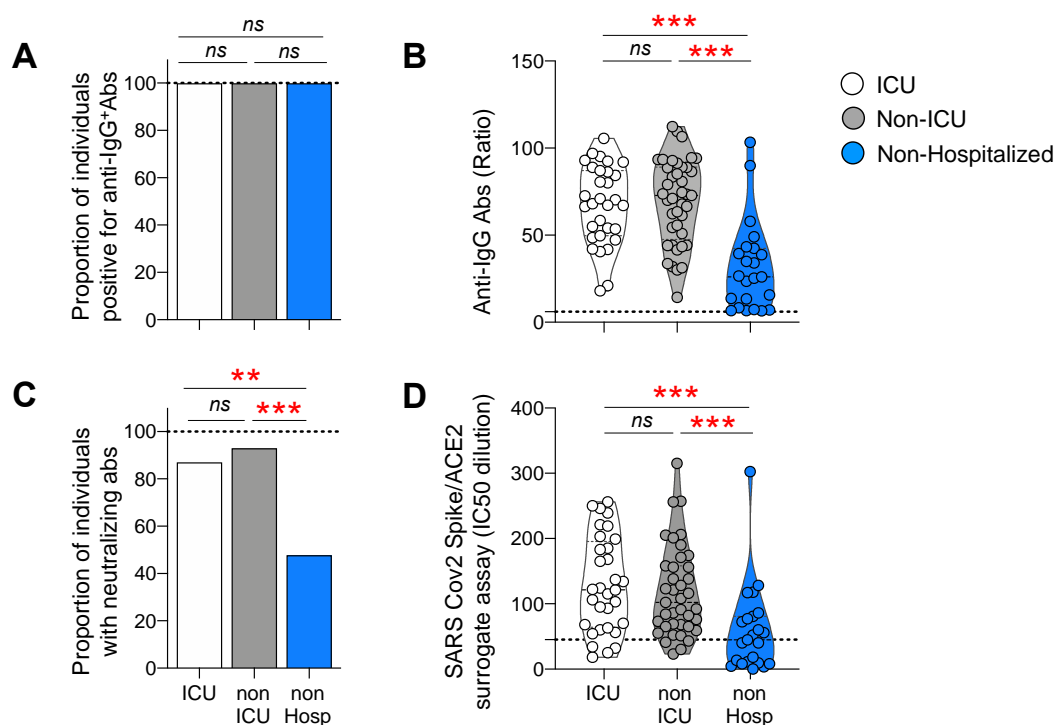 A
ns
ns
ns
Proportion of individuals
positive for anti-IgG⁺Abs
100
80
60
40
20
0
B
***
ns
***
Anti-IgG Abs (Ratio)
150
100
50
0
ICU
Non-ICU
Non-Hospitalized
C
**
ns
***
Proportion of individuals
with neutralizing abs
100
80
60
40
20
0
ICU
non
ICU
non
Hosp
D
***
ns
***
SARS Cov2 Spike/ACE2
surrogate assay (IC50 dilution)
400
300
200
100
0
ICU
non
ICU
non
Hosp